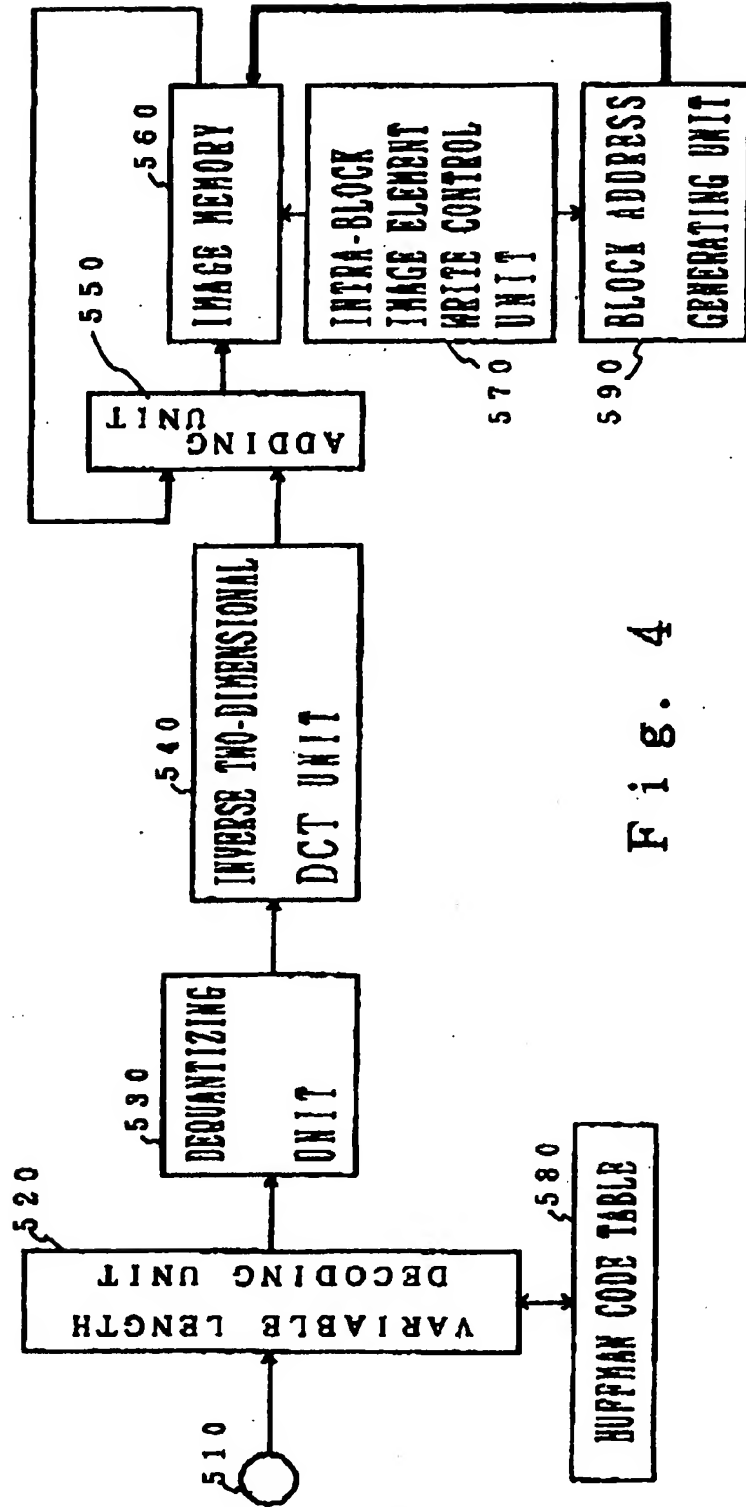 510
520
VARIABLE LENGTH
DECODING UNIT
580
HUFFMAN CODE TABLE
530
DEQUANTIZING
UNIT
540
INVERSE TWO-DIMENSIONAL
DCT UNIT
550
ADDING
UNIT
560
IMAGE MEMORY
INTRA-BLOCK
IMAGE ELEMENT
WRITE CONTROL
UNIT
570
BLOCK ADDRESS
GENERATING UNIT
590
Fig. 4